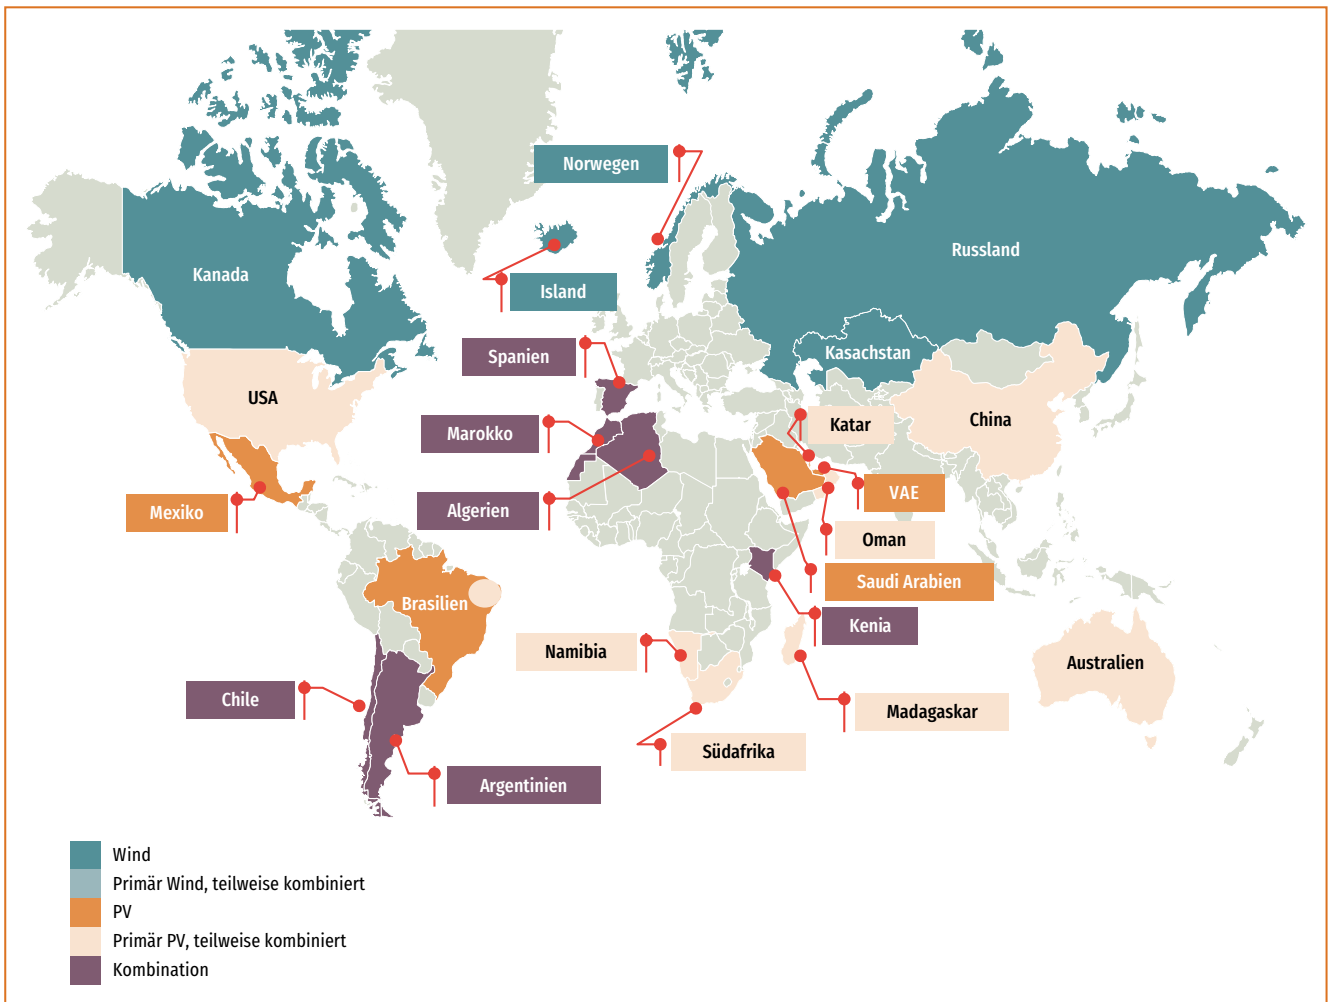 Norwegen
Russland
Kanada
Island
Spanien
Kasachstan
USA
Katar
China
Marokko
VAE
Mexiko
Algerien
Oman
Saudi Arabien
Brasilien
Kenia
Namibia
Australien
Chile
Madagaskar
Südafrika
Argentinien
Wind
Primär Wind, teilweise kombiniert
PV
Primär PV, teilweise kombiniert
Kombination